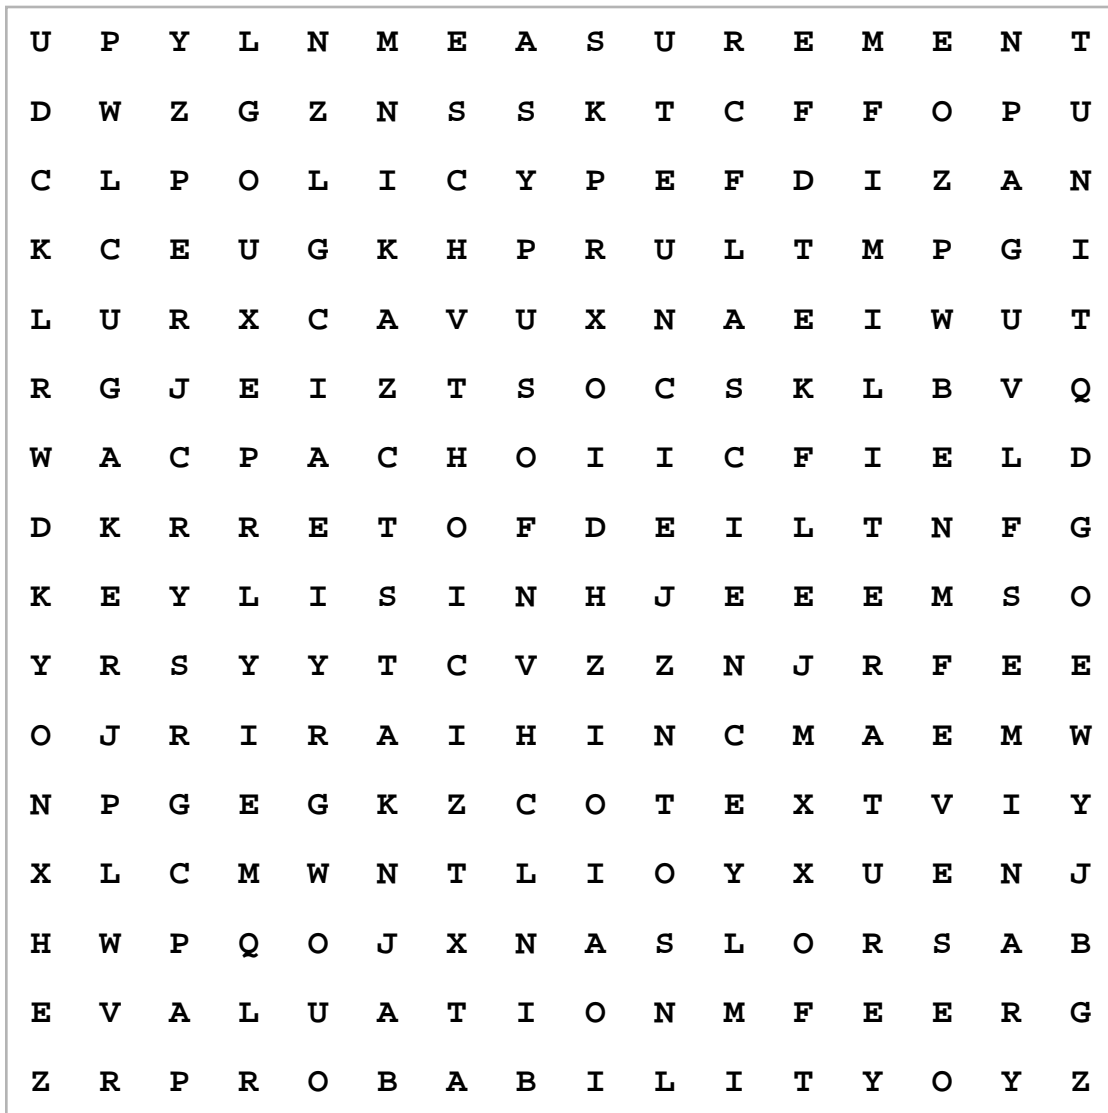 U P Y L N M E A S U R E M E N T
D W Z G Z N S S K T C F F O P U
C L P O L I C Y P E F D I Z A N
K C E U G K H P R U L T M P G I
L U R X C A V U X N A E I W U T
R G J E I Z T S O C S K L B V Q
W A C P A C H O I I C F I E L D
D K R R E T O F D E I L T N F G
K E Y L I S I N H J E E E M S O
Y R S Y Y T C V Z Z N J R F E E
O J R I R A I H I N C M A E M W
N P G E G K Z C O T E X T V I Y
X L C M W N T L I O Y X U E N J
H W P Q O J X N A S L O R S A B
E V A L U A T I O N M F E E R G
Z R P R O B A B I L I T Y O Y Z